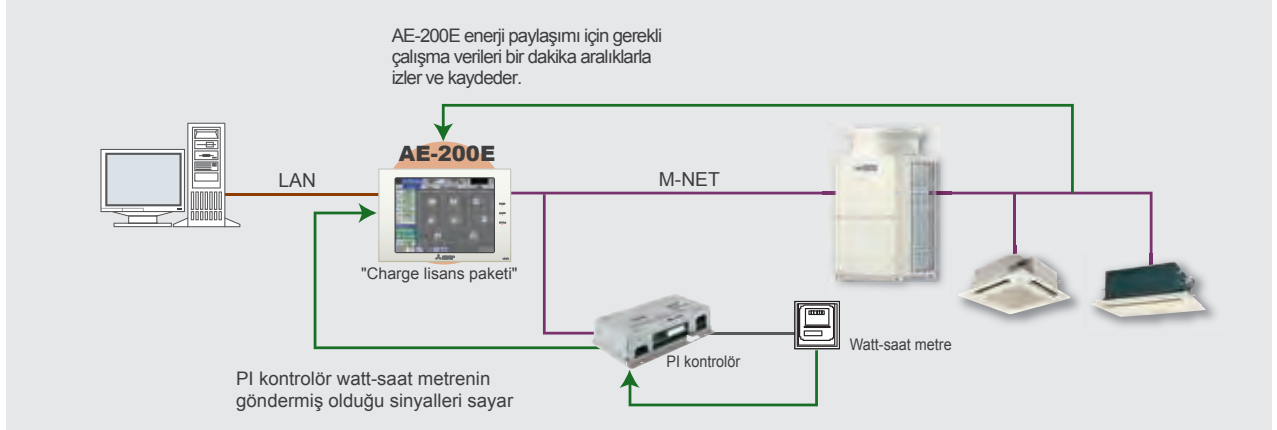 AE-200E enerji paylaşımı için gerekli
çalışma verileri bir dakika aralıklarla
izler ve kaydeder.
AE-200E
LAN
M-NET
"Charge lisans paketi"
Watt-saat metre
PI kontrolör
PI kontrolör watt-saat metrenin
göndermiş olduğu sinyalleri sayar